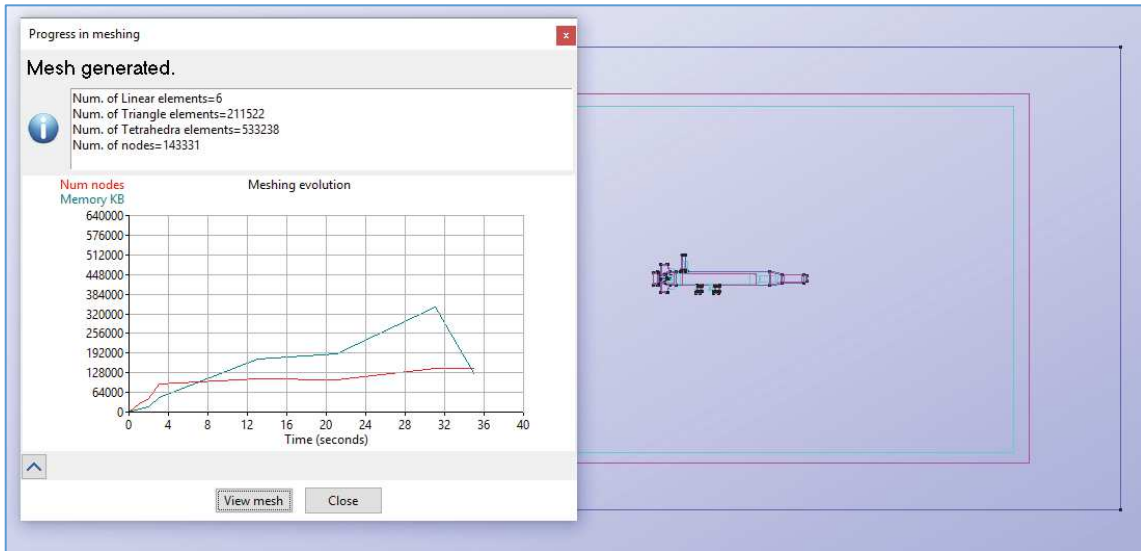 Progress in meshing
x
Mesh generated.
Num. of Linear elements=6
Num. of Triangle elements=211522
Num. of Tetrahedra elements=533238
Num. of nodes=143331
Num nodes
Memory KB
Meshing evolution
640000
576000
512000
448000
384000
320000
256000
192000
128000
64000
0
0 4 8 12 16 20 24 28 32 36 40
Time (seconds)
View mesh Close